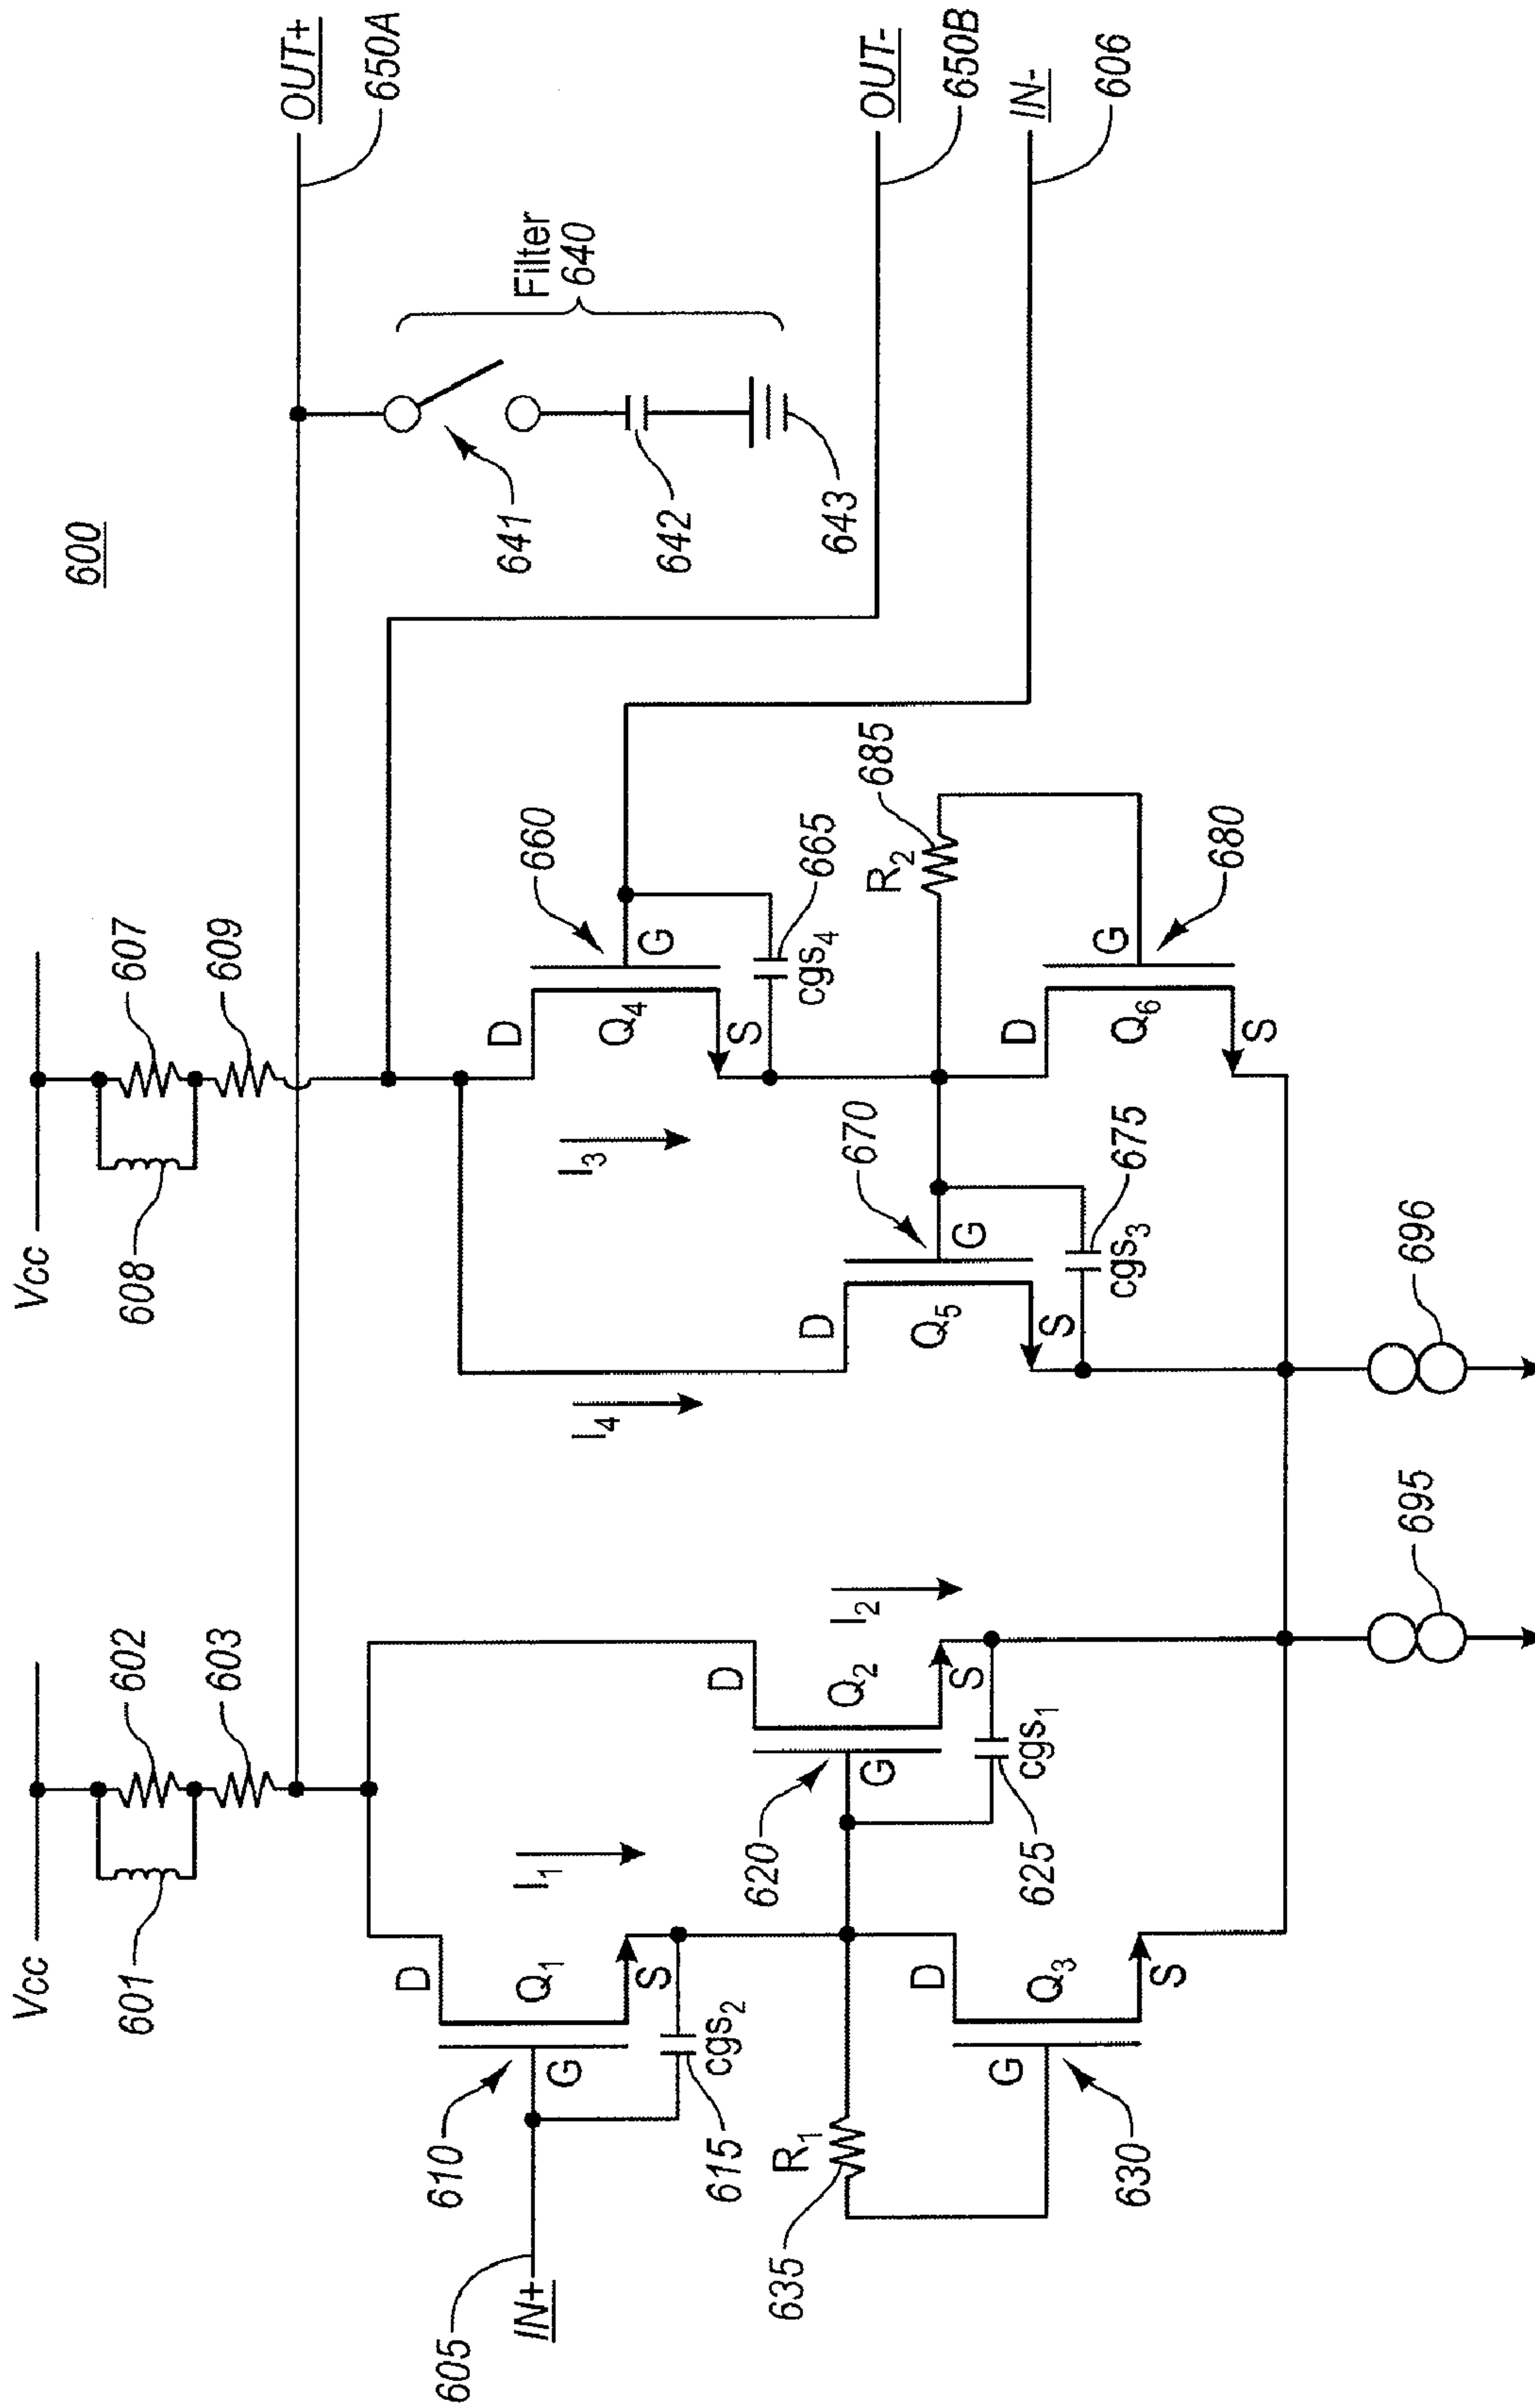 600
Vcc
601
602
603
Vcc
608
607
609
OUT+
650A
Filter
640
641
642
643
OUT-
650B
IN-
606
605
IN+
610
G
D
Q1
S
615
cgs2
I1
620
G
D
Q2
S
625
cgs1
I2
635
R1
630
G
D
Q3
S
I4
I3
660
D
Q4
S
G
665
cgs4
670
D
Q5
S
G
675
cgs3
685
R2
680
D
Q6
S
G
695
696